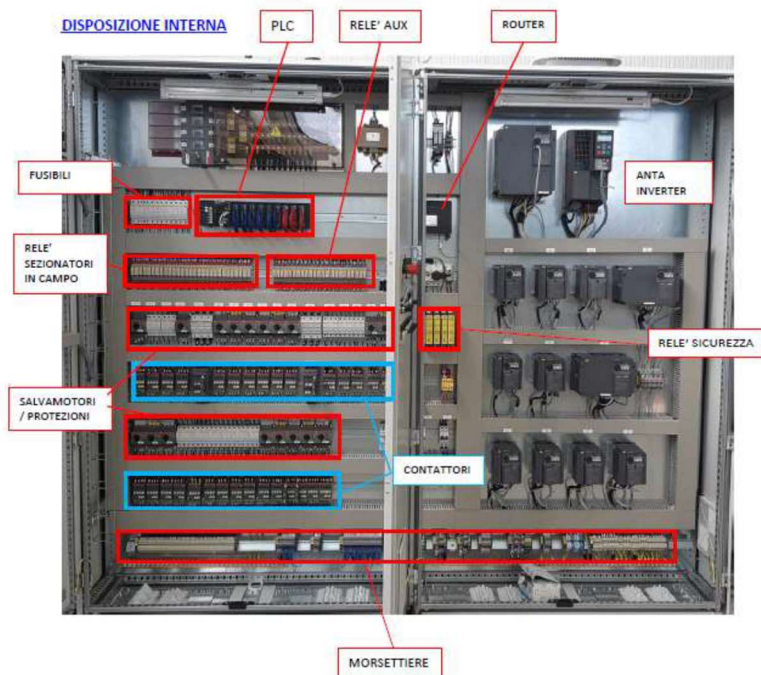 DISPOSIZIONE INTERNA
PLC
RELE' AUX
ROUTER
FUSIBILI
ANTA
INVERTER
RELE'
SEZIONATORI
IN CAMPO
RELE' SICUREZZA
SALVAMOTORI
/ PROTEZIONI
CONTATTORI
MORSETTIERE